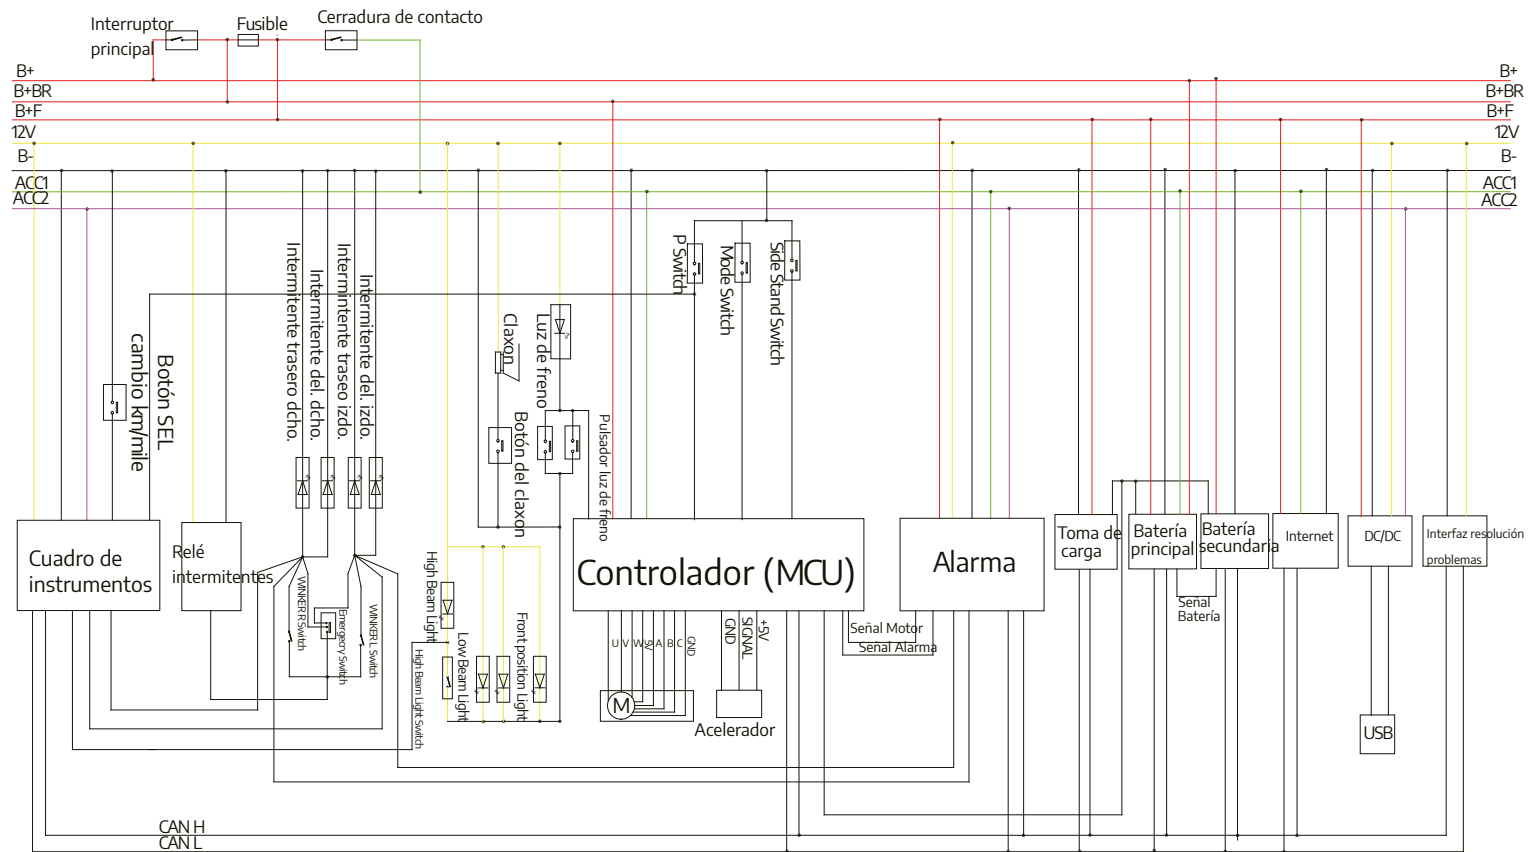 Interruptor
principal
Fusible
Cerradura de contacto
B+
B+
B+BR
B+BR
B+F
B+F
12V
12V
B-
B-
ACC1
ACC1
ACC2
ACC2
Botón SEL
cambio km/mile
Intermitente trasero dcho.
Intermitente del. dcho.
Intermintente traseo izdo.
Intermitente del. izdo.
Claxon
Luz de freno
Botón del claxon
Pulsador luz de freno
P Switch
Mode Switch
Side Stand Switch
Cuadro de
instrumentos
Relé
intermitentes
WINKER R Switch
Emergecry Switch
WINKER L Switch
High Beam Light
Low Beam Light
High Beam Light Switch
Front position Light
Controlador (MCU)
U
V
W
5V
A
B
C
GND
M
GND
SIGNAL
+5V
Acelerador
Señal Motor
Señal Alarma
Alarma
Toma de
carga
Batería
principal
Batería
secundaria
Señal
Batería
Internet
DC/DC
USB
Interfaz resolución
problemas
CAN H
CAN L